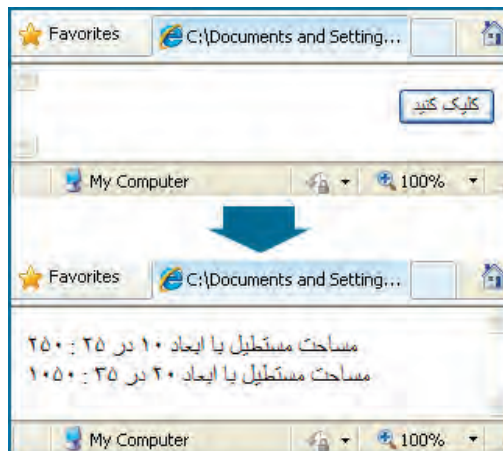 Favorites C:\Documents and Setting...
کلیک کنید
My Computer 100%
Favorites C:\Documents and Setting...
مساحت مستطیل با ابعاد ۱۰ در ۲۵ : ۲۵۰
مساحت مستطیل با ابعاد ۳۰ در ۳۵ : ۱۰۵۰
My Computer 100%